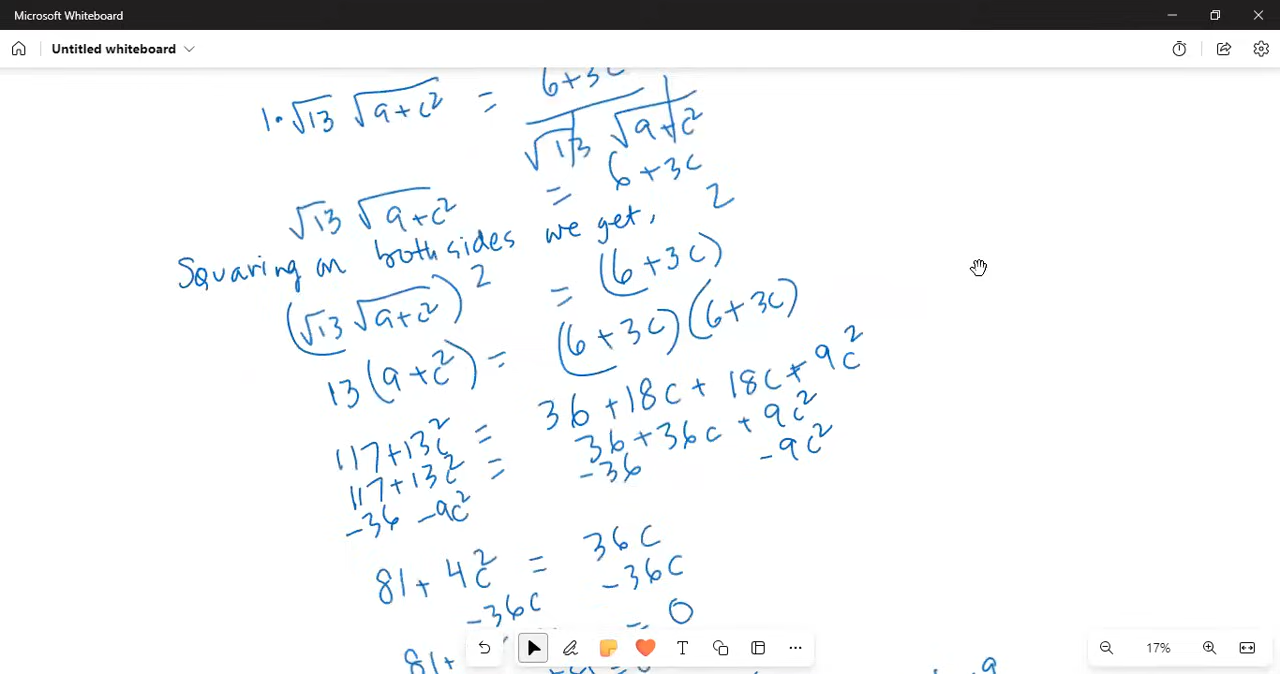 Microsoft Whiteboard
Untitled whiteboard
1·√13 √(9+c²) = 6+3c / √13 √(9+c²)
√13 √(9+c²) = 6+3c
Squaring on both sides we get,
(√13 √(9+c²))² = (6+3c)²
13(9+c²) = (6+3c)(6+3c)
117+13c² = 36+18c+18c+9c²
117+13c² = 36+36c+9c²
-36 -9c² -36 -9c²
81+4c² = 36c
-36c -36c
= 0
81+
17%